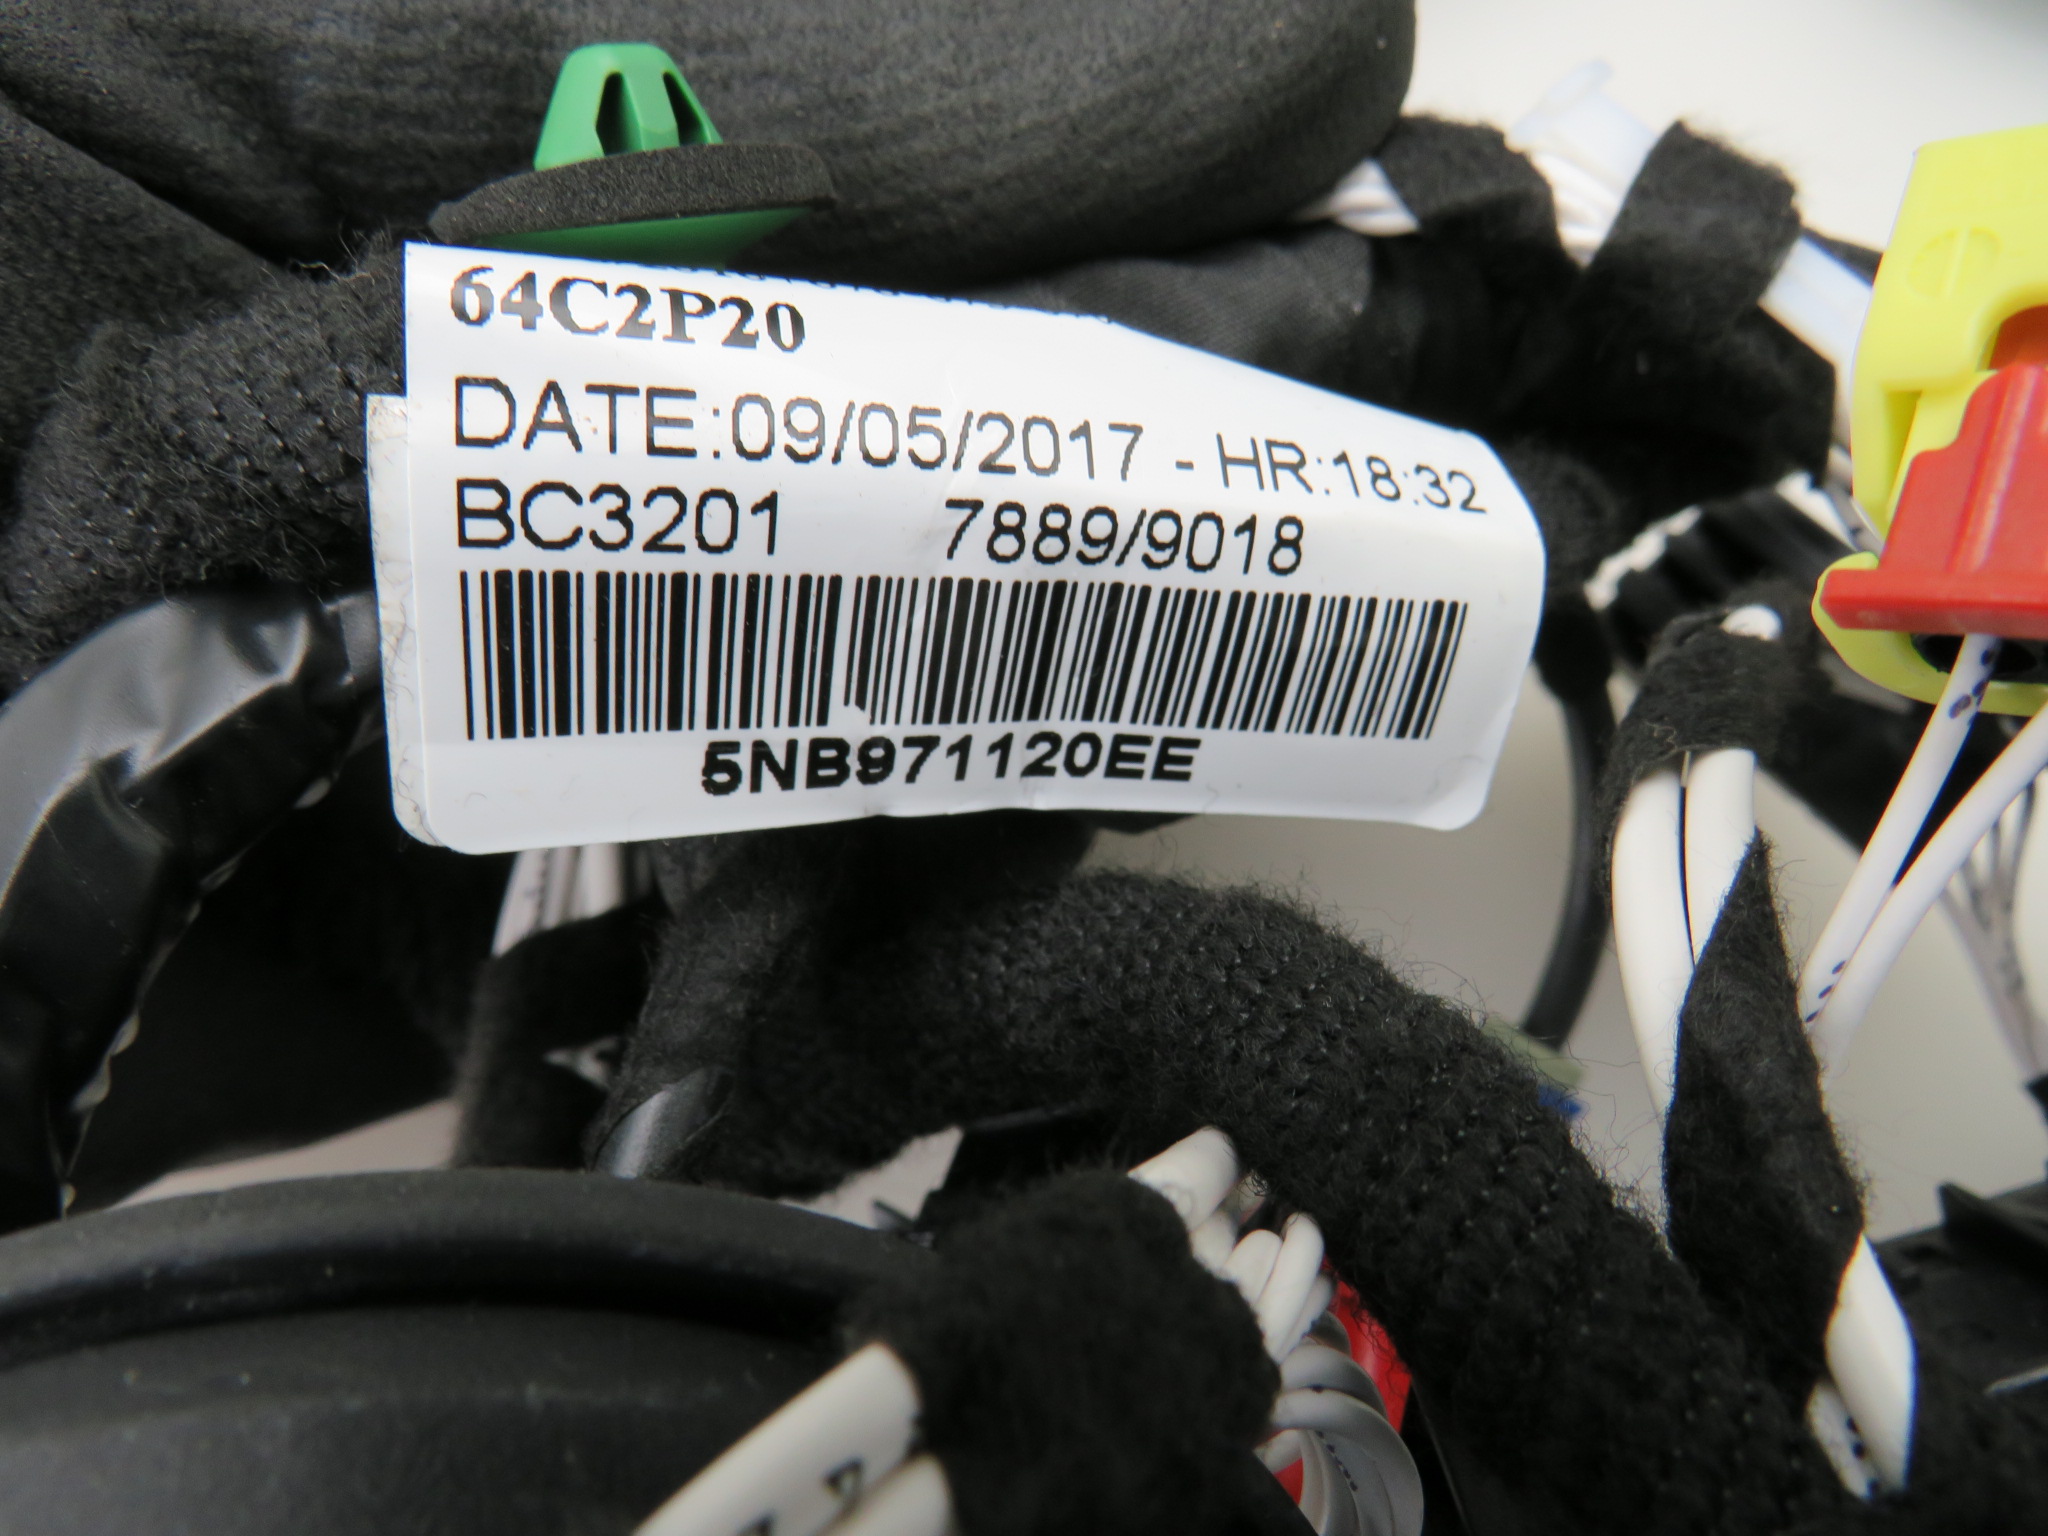 64C2P20
DATE:09/05/2017 - HR:18:32
BC3201 7889/9018
5NB971120EE